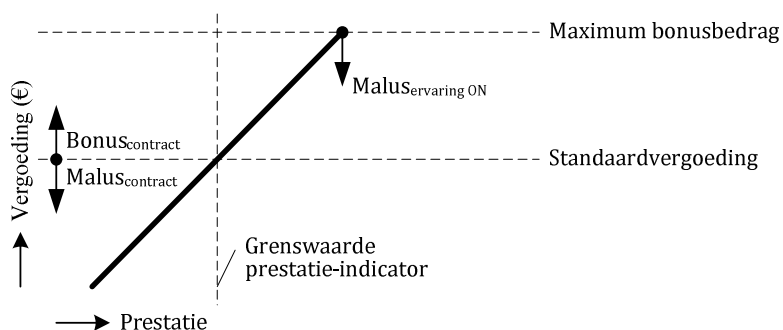 Maximum bonusbedrag
Malus ervaring ON
Vergoeding (€)
Bonus contract
Malus contract
Standaardvergoeding
Grenswaarde
prestatie-indicator
Prestatie